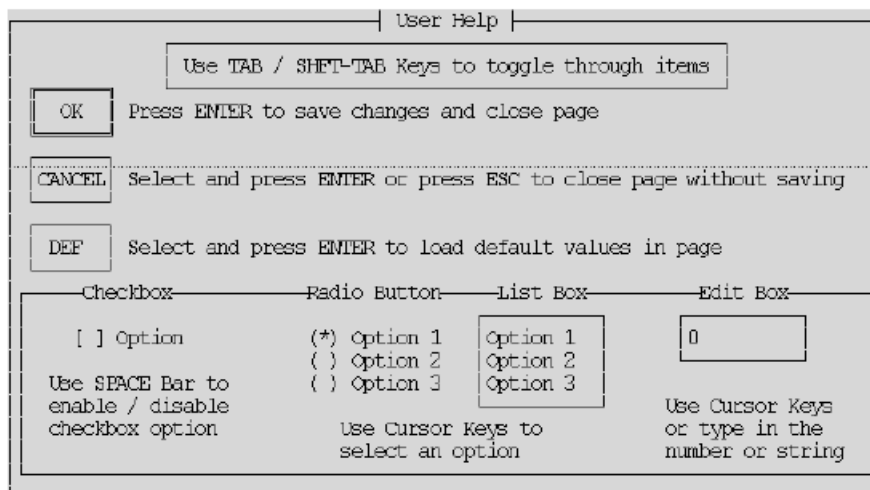 User Help
Use TAB / SHFT-TAB Keys to toggle through items
OK Press ENTER to save changes and close page
CANCEL Select and press ENTER or press ESC to close page without saving
DEF Select and press ENTER to load default values in page
Checkbox Radio Button List Box Edit Box
[ ] Option (*) Option 1 Option 1 0
( ) Option 2 Option 2
Use SPACE Bar to ( ) Option 3 Option 3
enable / disable Use Cursor Keys
checkbox option Use Cursor Keys to or type in the
select an option number or string